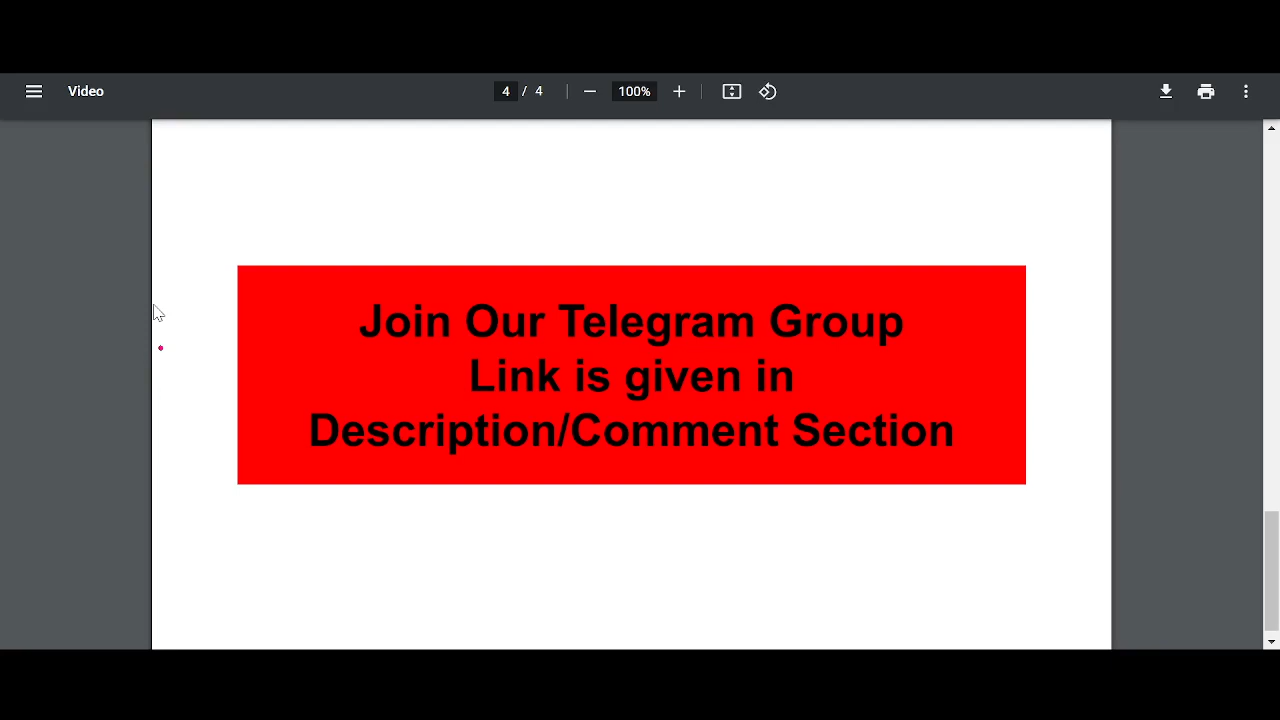 Video
4 / 4
100%
Join Our Telegram Group
Link is given in
Description/Comment Section